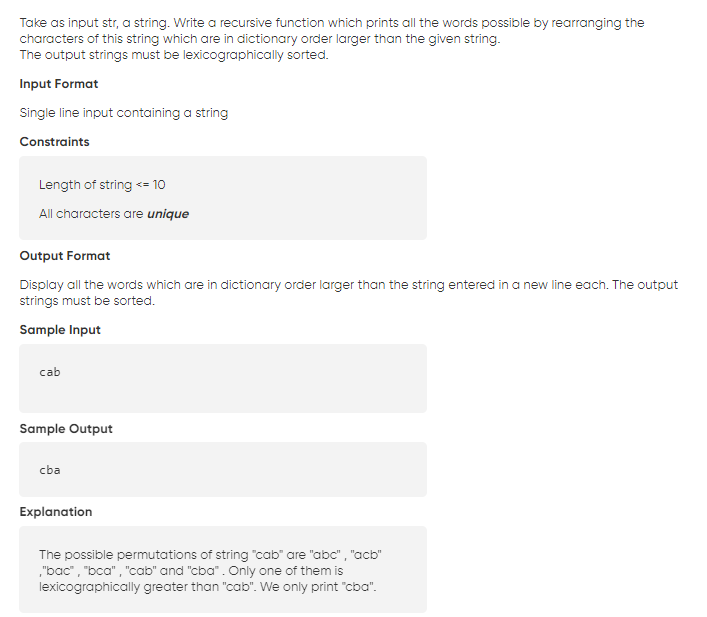 Take as input str, a string. Write a recursive function which prints all the words possible by rearranging the
characters of this string which are in dictionary order larger than the given string.
The output strings must be lexicographically sorted.
Input Format
Single line input containing a string
Constraints
Length of string <= 10
All characters are unique
Output Format
Display all the words which are in dictionary order larger than the string entered in a new line each. The output
strings must be sorted.
Sample Input
cab
Sample Output
cba
Explanation
The possible permutations of string "cab" are "abc" , "acb"
,"bac" , "bca" , "cab" and "cba" . Only one of them is
lexicographically greater than "cab". We only print "cba".